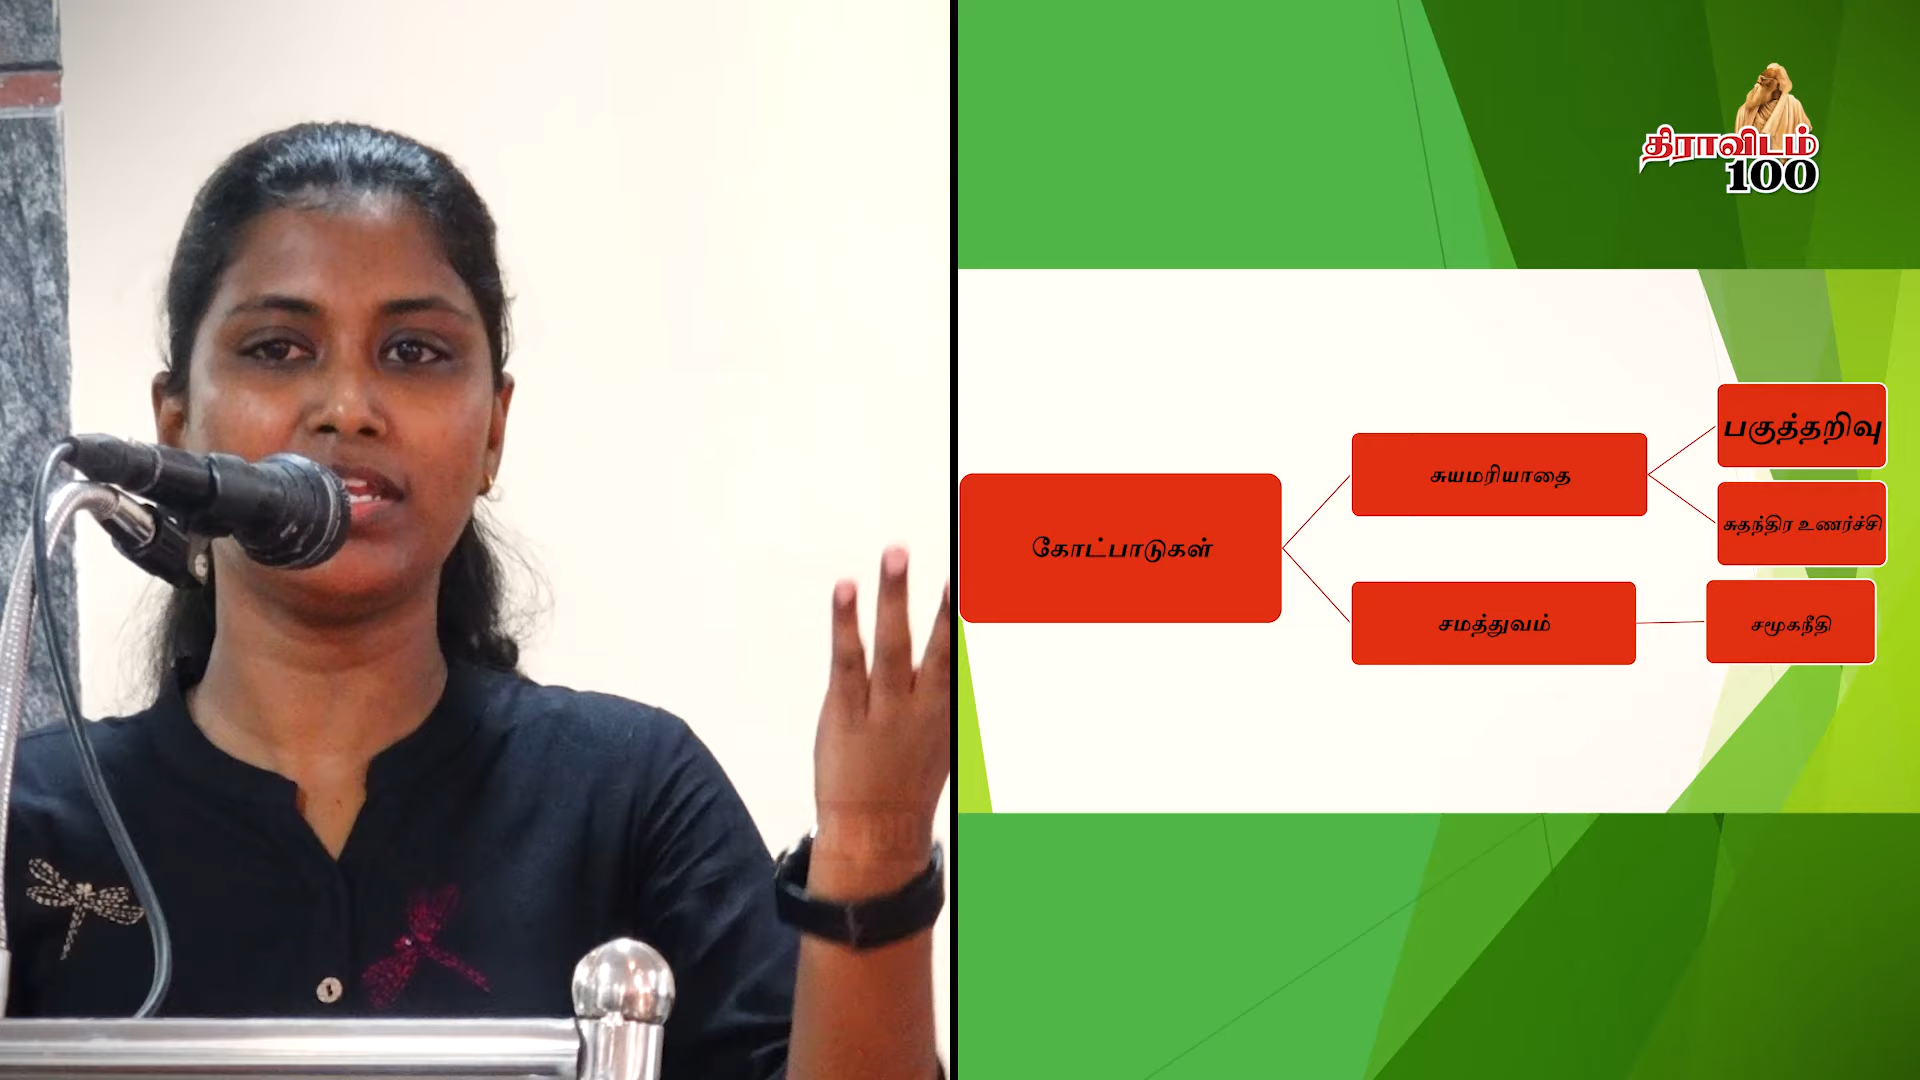 திராவிடம்
100
கோட்பாடுகள்
சுயமரியாதை
பகுத்தறிவு
சுதந்திர உணர்ச்சி
சமத்துவம்
சமூகநீதி